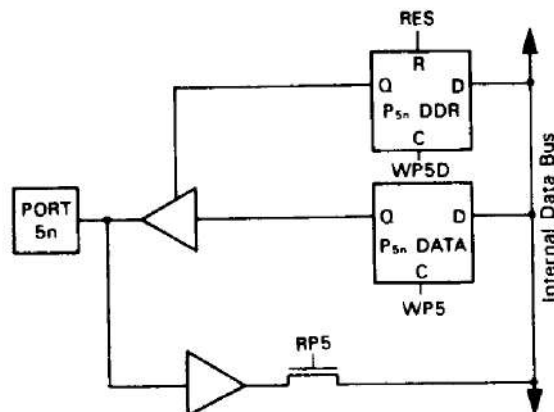 RES
R
Q D
P5n DDR
C
WP5D
PORT
5n
Q D
P5n DATA
C
WP5
RP5
Internal Data Bus